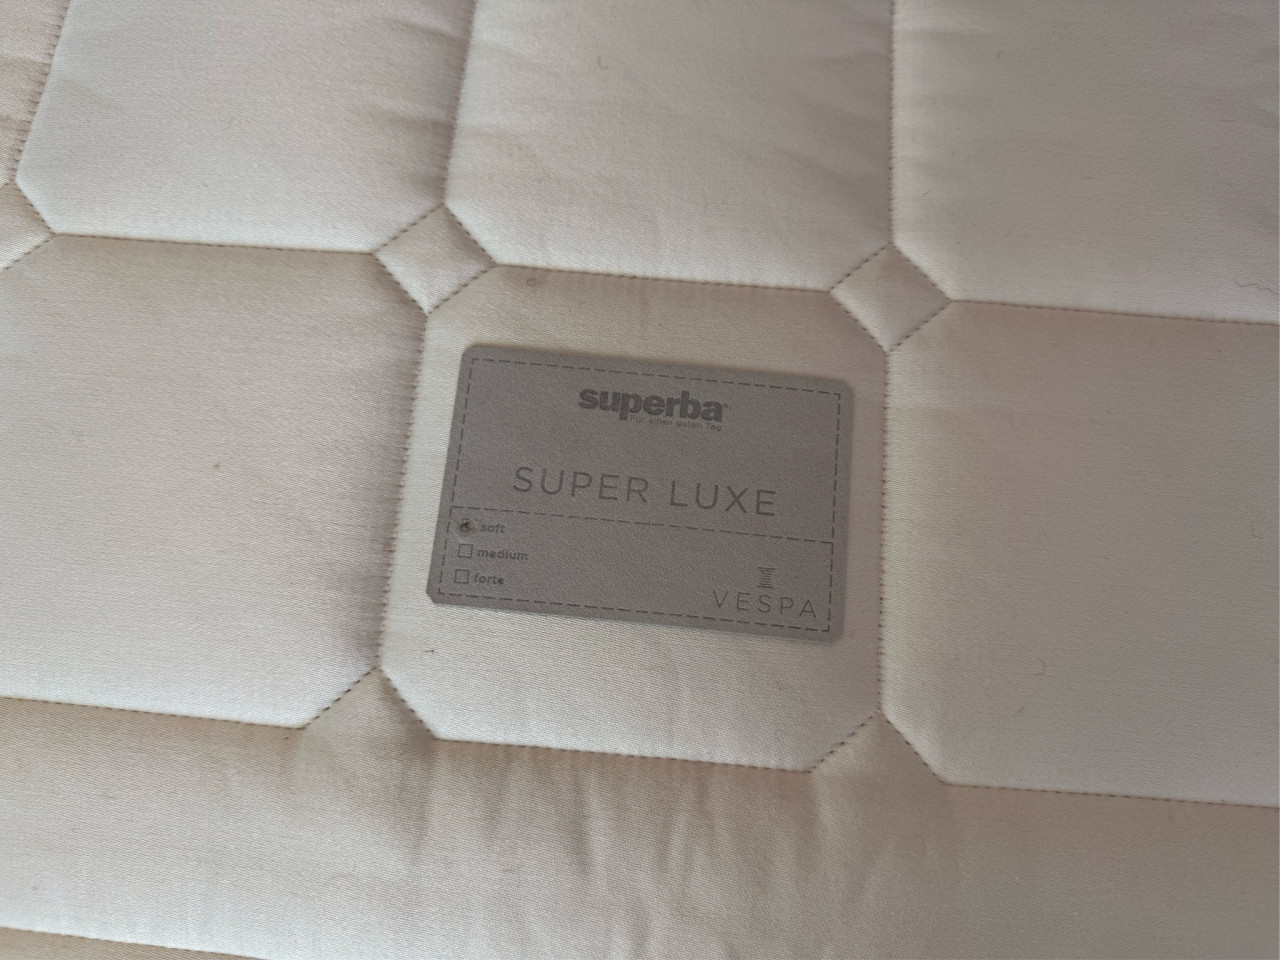 superba
Für einen guten Tag
SUPER LUXE
soft
medium
forte
VESPA